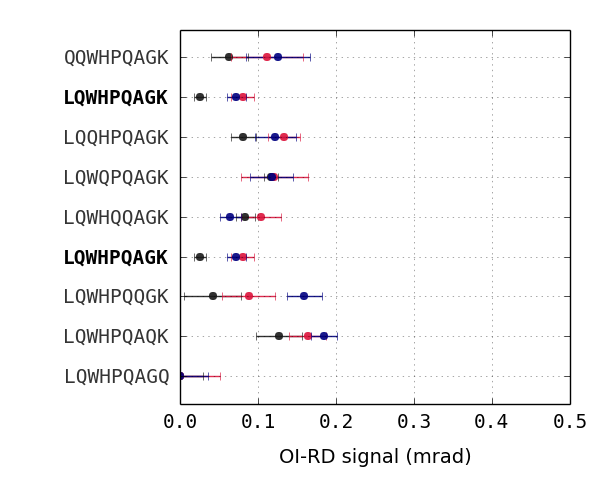 QQWHPQAGK
LQWHPQAGK
LQQHPQAGK
LQWQPQAGK
LQWHQQAGK
LQWHPQAGK
LQWHPQQGK
LQWHPQAQK
LQWHPQAGQ
0.0 0.1 0.2 0.3 0.4 0.5
OI-RD signal (mrad)